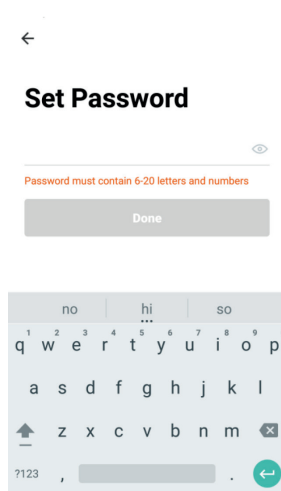 Set Password
Password must contain 6-20 letters and numbers
Done
no hi so
1 2 3 4 5 6 7 8 9
q w e r t y u i o p
a s d f g h j k l
z x c v b n m
?123 , .